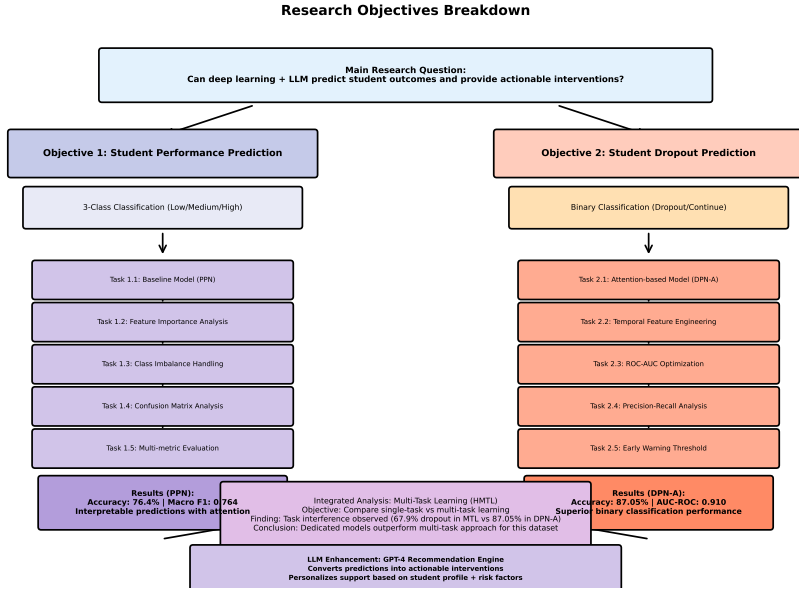 Research Objectives Breakdown
Main Research Question:
Can deep learning + LLM predict student outcomes and provide actionable interventions?
Objective 1: Student Performance Prediction
3-Class Classification (Low/Medium/High)
Task 1.1: Baseline Model (PPN)
Task 1.2: Feature Importance Analysis
Task 1.3: Class Imbalance Handling
Task 1.4: Confusion Matrix Analysis
Task 1.5: Multi-metric Evaluation
Results (PPN):
Accuracy: 76.4% | Macro F1: 0.764
Interpretable predictions with attention
Objective 2: Student Dropout Prediction
Binary Classification (Dropout/Continue)
Task 2.1: Attention-based Model (DPN-A)
Task 2.2: Temporal Feature Engineering
Task 2.3: ROC-AUC Optimization
Task 2.4: Precision-Recall Analysis
Task 2.5: Early Warning Threshold
Results (DPN-A):
Accuracy: 87.05% | AUC-ROC: 0.910
Superior binary classification performance
Integrated Analysis: Multi-Task Learning (HMTL)
Objective: Compare single-task vs multi-task learning
Finding: Task interference observed (67.9% dropout in MTL vs 87.05% in DPN-A)
Conclusion: Dedicated models outperform multi-task approach for this dataset
LLM Enhancement: GPT-4 Recommendation Engine
Converts predictions into actionable interventions
Personalizes support based on student profile + risk factors